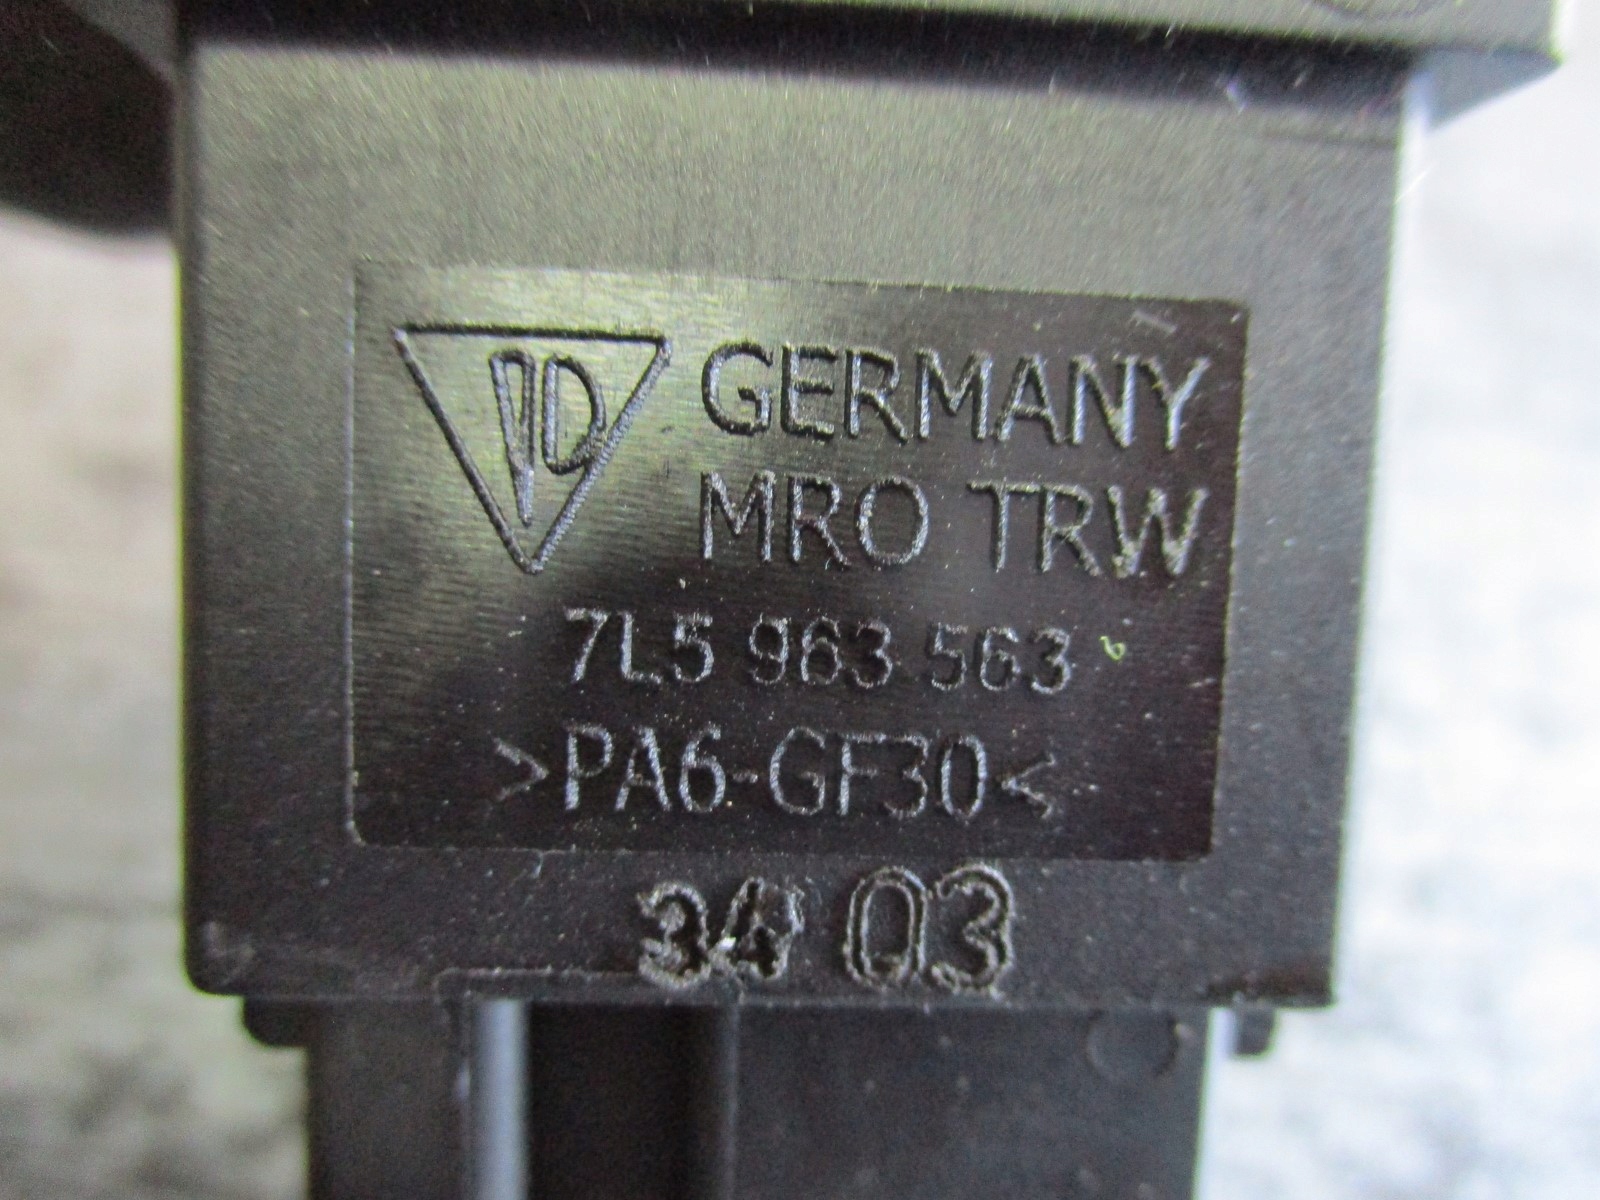 GERMANY
MRO TRW
7L5 963 563
>PA6-GF30<
34 03